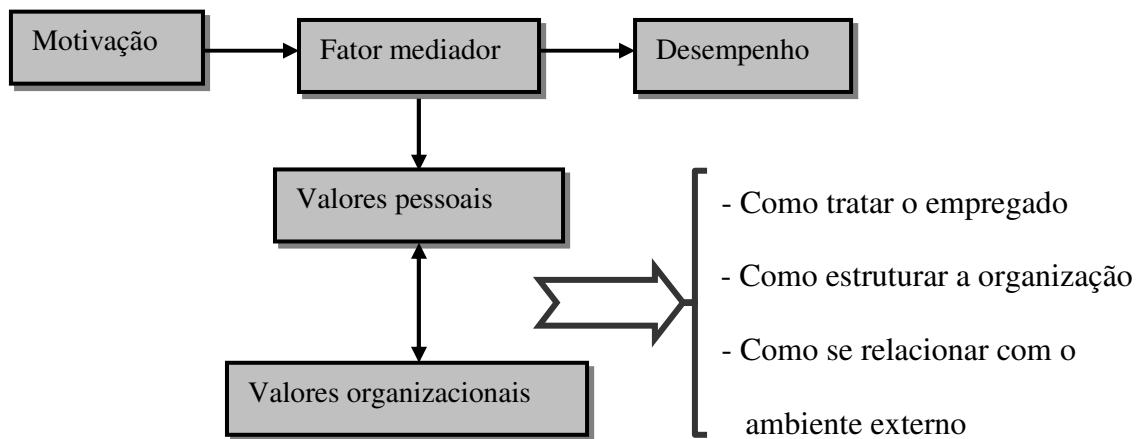 Motivação
Fator mediador
Desempenho
Valores pessoais
Valores organizacionais
- Como tratar o empregado
- Como estruturar a organização
- Como se relacionar com o
ambiente externo